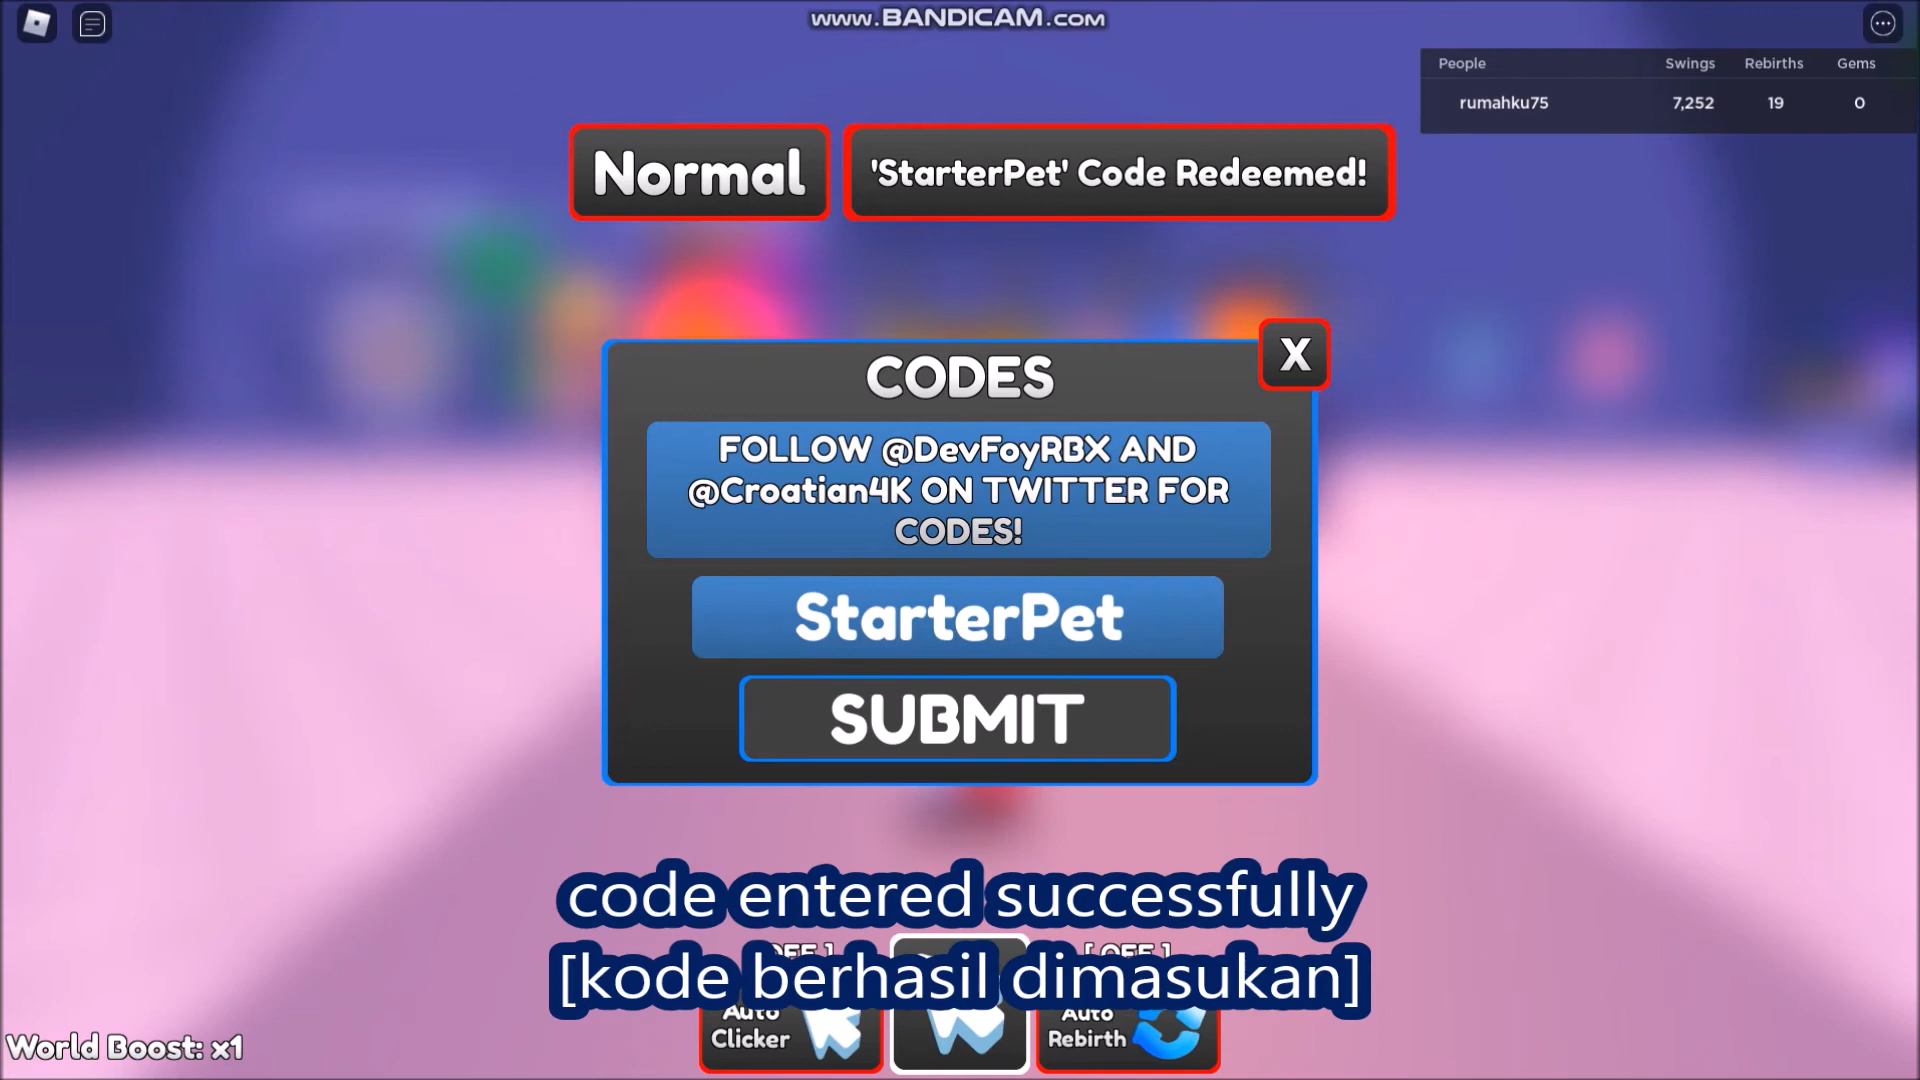 www.BANDICAM.com
People Swings Rebirths Gems
rumahku75 7,252 19 0
Normal
'StarterPet' Code Redeemed!
CODES
X
FOLLOW @DevFoyRBX AND
@Croatian4K ON TWITTER FOR
CODES!
StarterPet
SUBMIT
code entered successfully
[kode berhasil dimasukan]
[ OFF ]
Auto
Clicker
Auto
Rebirth
World Boost: x1